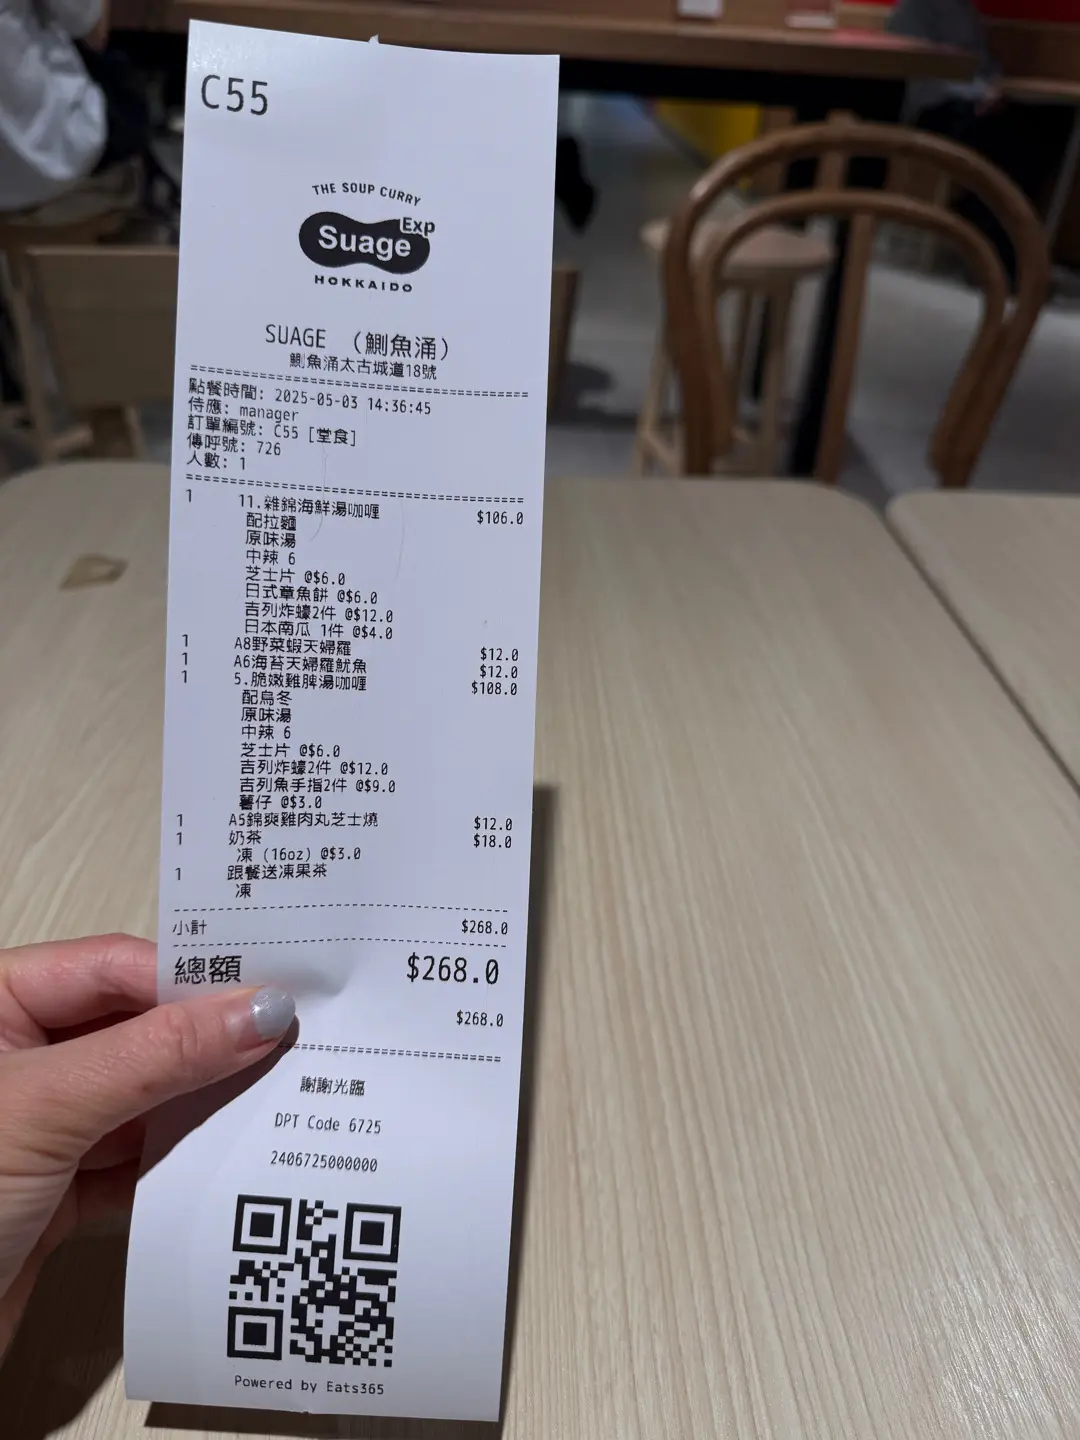 C55
THE SOUP CURRY
Suage Exp
HOKKAIDO
SUAGE （鰂魚涌）
鰂魚涌太古城道18號
點餐時間: 2025-05-03 14:36:45
侍應: manager
訂單編號: C55 [堂食]
傳呼號: 726
人數: 1
1 11.雜錦海鮮湯咖喱 $106.0
配拉麵
原味湯
中辣 6
芝士片 @$6.0
日式章魚餅 @$6.0
吉列炸蠔2件 @$12.0
日本南瓜 1件 @$4.0
1 A8野菜蝦天婦羅 $12.0
1 A6海苔天婦羅魷魚 $12.0
1 5.脆嫩雞脾湯咖喱 $108.0
配烏冬
原味湯
中辣 6
芝士片 @$6.0
吉列炸蠔2件 @$12.0
吉列魚手指2件 @$9.0
薯仔 @$3.0
1 A5錦爽雞肉丸芝士燒 $12.0
1 奶茶 $18.0
凍 (16oz) @$3.0
1 跟餐送凍果茶
凍
小計 $268.0
總額 $268.0
$268.0
謝謝光臨
DPT Code 6725
2406725000000
Powered by Eats365